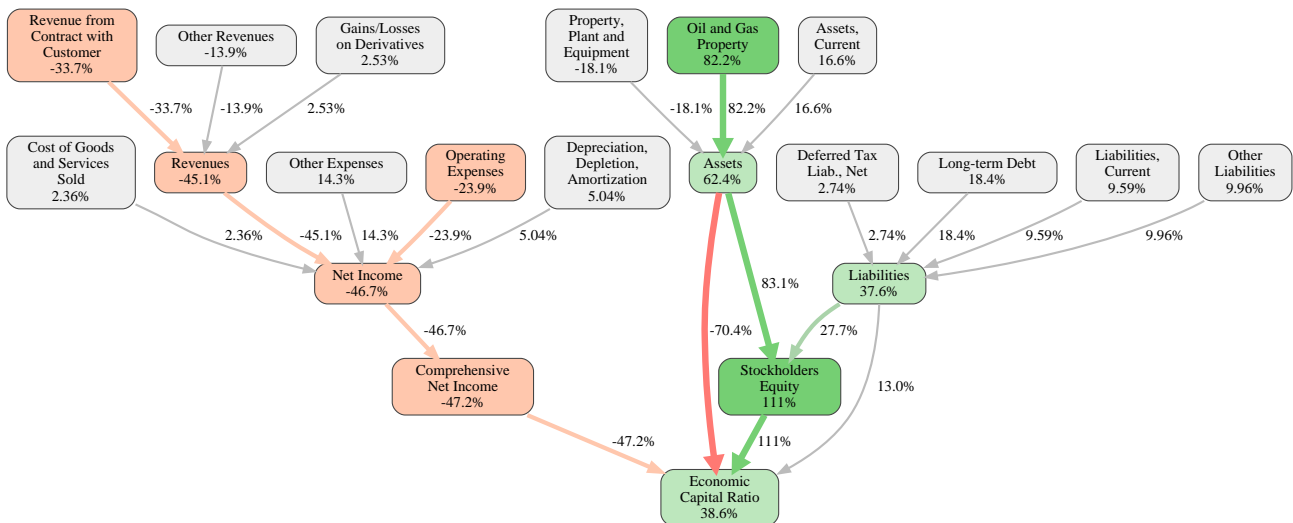 Revenue from
Contract with
Customer
-33.7%
Other Revenues
-13.9%
Gains/Losses
on Derivatives
2.53%
Property,
Plant and
Equipment
-18.1%
Oil and Gas
Property
82.2%
Assets,
Current
16.6%
-33.7%
-13.9%
2.53%
-18.1%
82.2%
16.6%
Cost of Goods
and Services
Sold
2.36%
Revenues
-45.1%
Other Expenses
14.3%
Operating
Expenses
-23.9%
Depreciation,
Depletion,
Amortization
5.04%
Assets
62.4%
Deferred Tax
Liab., Net
2.74%
Long-term Debt
18.4%
Liabilities,
Current
9.59%
Other
Liabilities
9.96%
2.36%
-45.1%
14.3%
-23.9%
5.04%
2.74%
18.4%
9.59%
9.96%
Net Income
-46.7%
83.1%
Liabilities
37.6%
-46.7%
-70.4%
27.7%
Comprehensive
Net Income
-47.2%
Stockholders
Equity
111%
13.0%
-47.2%
111%
Economic
Capital Ratio
38.6%